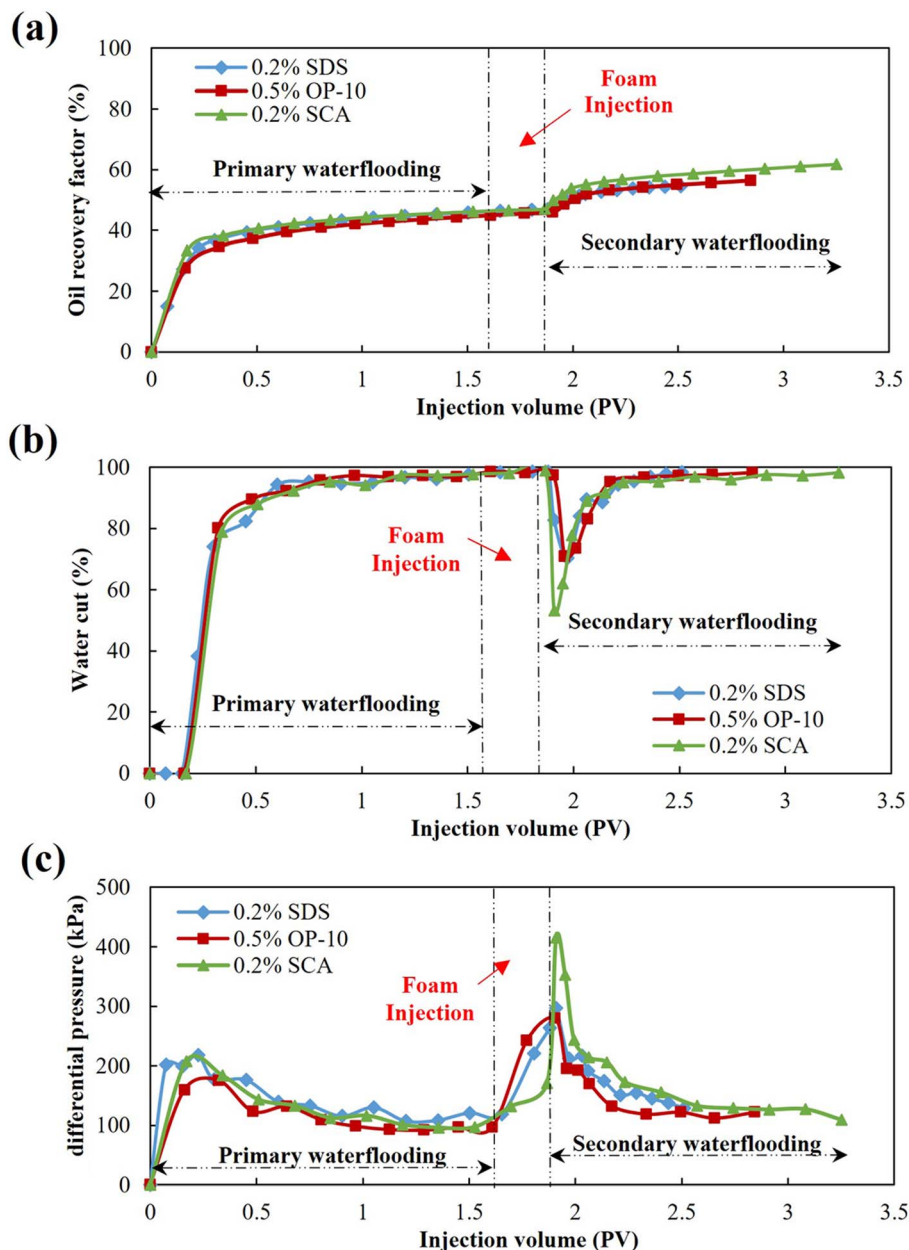 (a)
100
80
60
40
20
0
Oil recovery factor (%)
0.2% SDS
0.5% OP-10
0.2% SCA
Foam
Injection
Primary waterflooding
Secondary waterflooding
0 0.5 1 1.5 2 2.5 3 3.5
Injection volume (PV)
(b)
100
80
60
40
20
0
Water cut (%)
Foam
Injection
Secondary waterflooding
Primary waterflooding
0.2% SDS
0.5% OP-10
0.2% SCA
0 0.5 1 1.5 2 2.5 3 3.5
Injection volume (PV)
(c)
500
400
300
200
100
0
differential pressure (kPa)
0.2% SDS
0.5% OP-10
0.2% SCA
Foam
Injection
Primary waterflooding
Secondary waterflooding
0 0.5 1 1.5 2 2.5 3 3.5
Injection volume (PV)